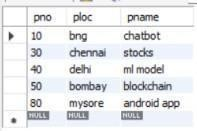 pno ploc pname
10 bng chatbot
30 chennai stocks
40 delhi ml model
50 bombay blockchain
80 mysore android app
NULL NULL NULL